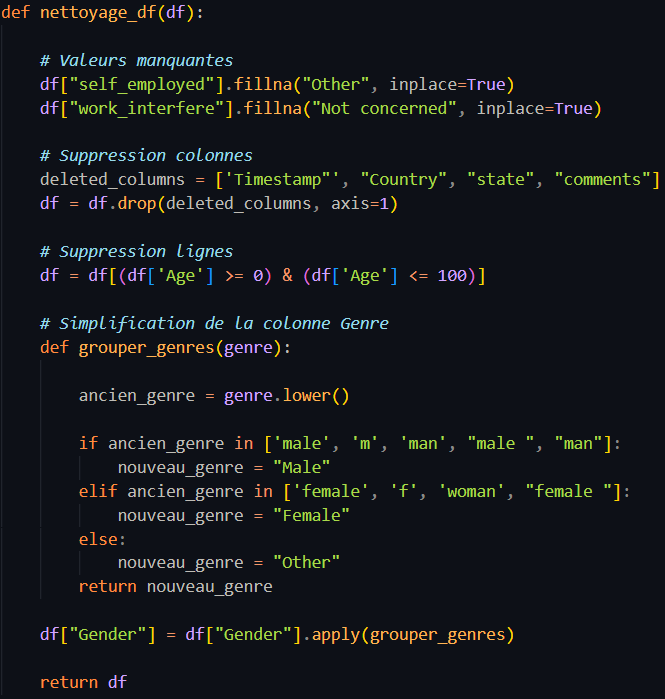 def nettoyage_df(df):
# Valeurs manquantes
df["self_employed"].fillna("Other", inplace=True)
df["work_interfere"].fillna("Not concerned", inplace=True)
# Suppression colonnes
deleted_columns = ['Timestamp"', "Country", "state", "comments"]
df = df.drop(deleted_columns, axis=1)
# Suppression lignes
df = df[(df['Age'] >= 0) & (df['Age'] <= 100)]
# Simplification de la colonne Genre
def grouper_genres(genre):
ancien_genre = genre.lower()
if ancien_genre in ['male', 'm', 'man', "male ", "man"]:
nouveau_genre = "Male"
elif ancien_genre in ['female', 'f', 'woman', "female "]:
nouveau_genre = "Female"
else:
nouveau_genre = "Other"
return nouveau_genre
df["Gender"] = df["Gender"].apply(grouper_genres)
return df